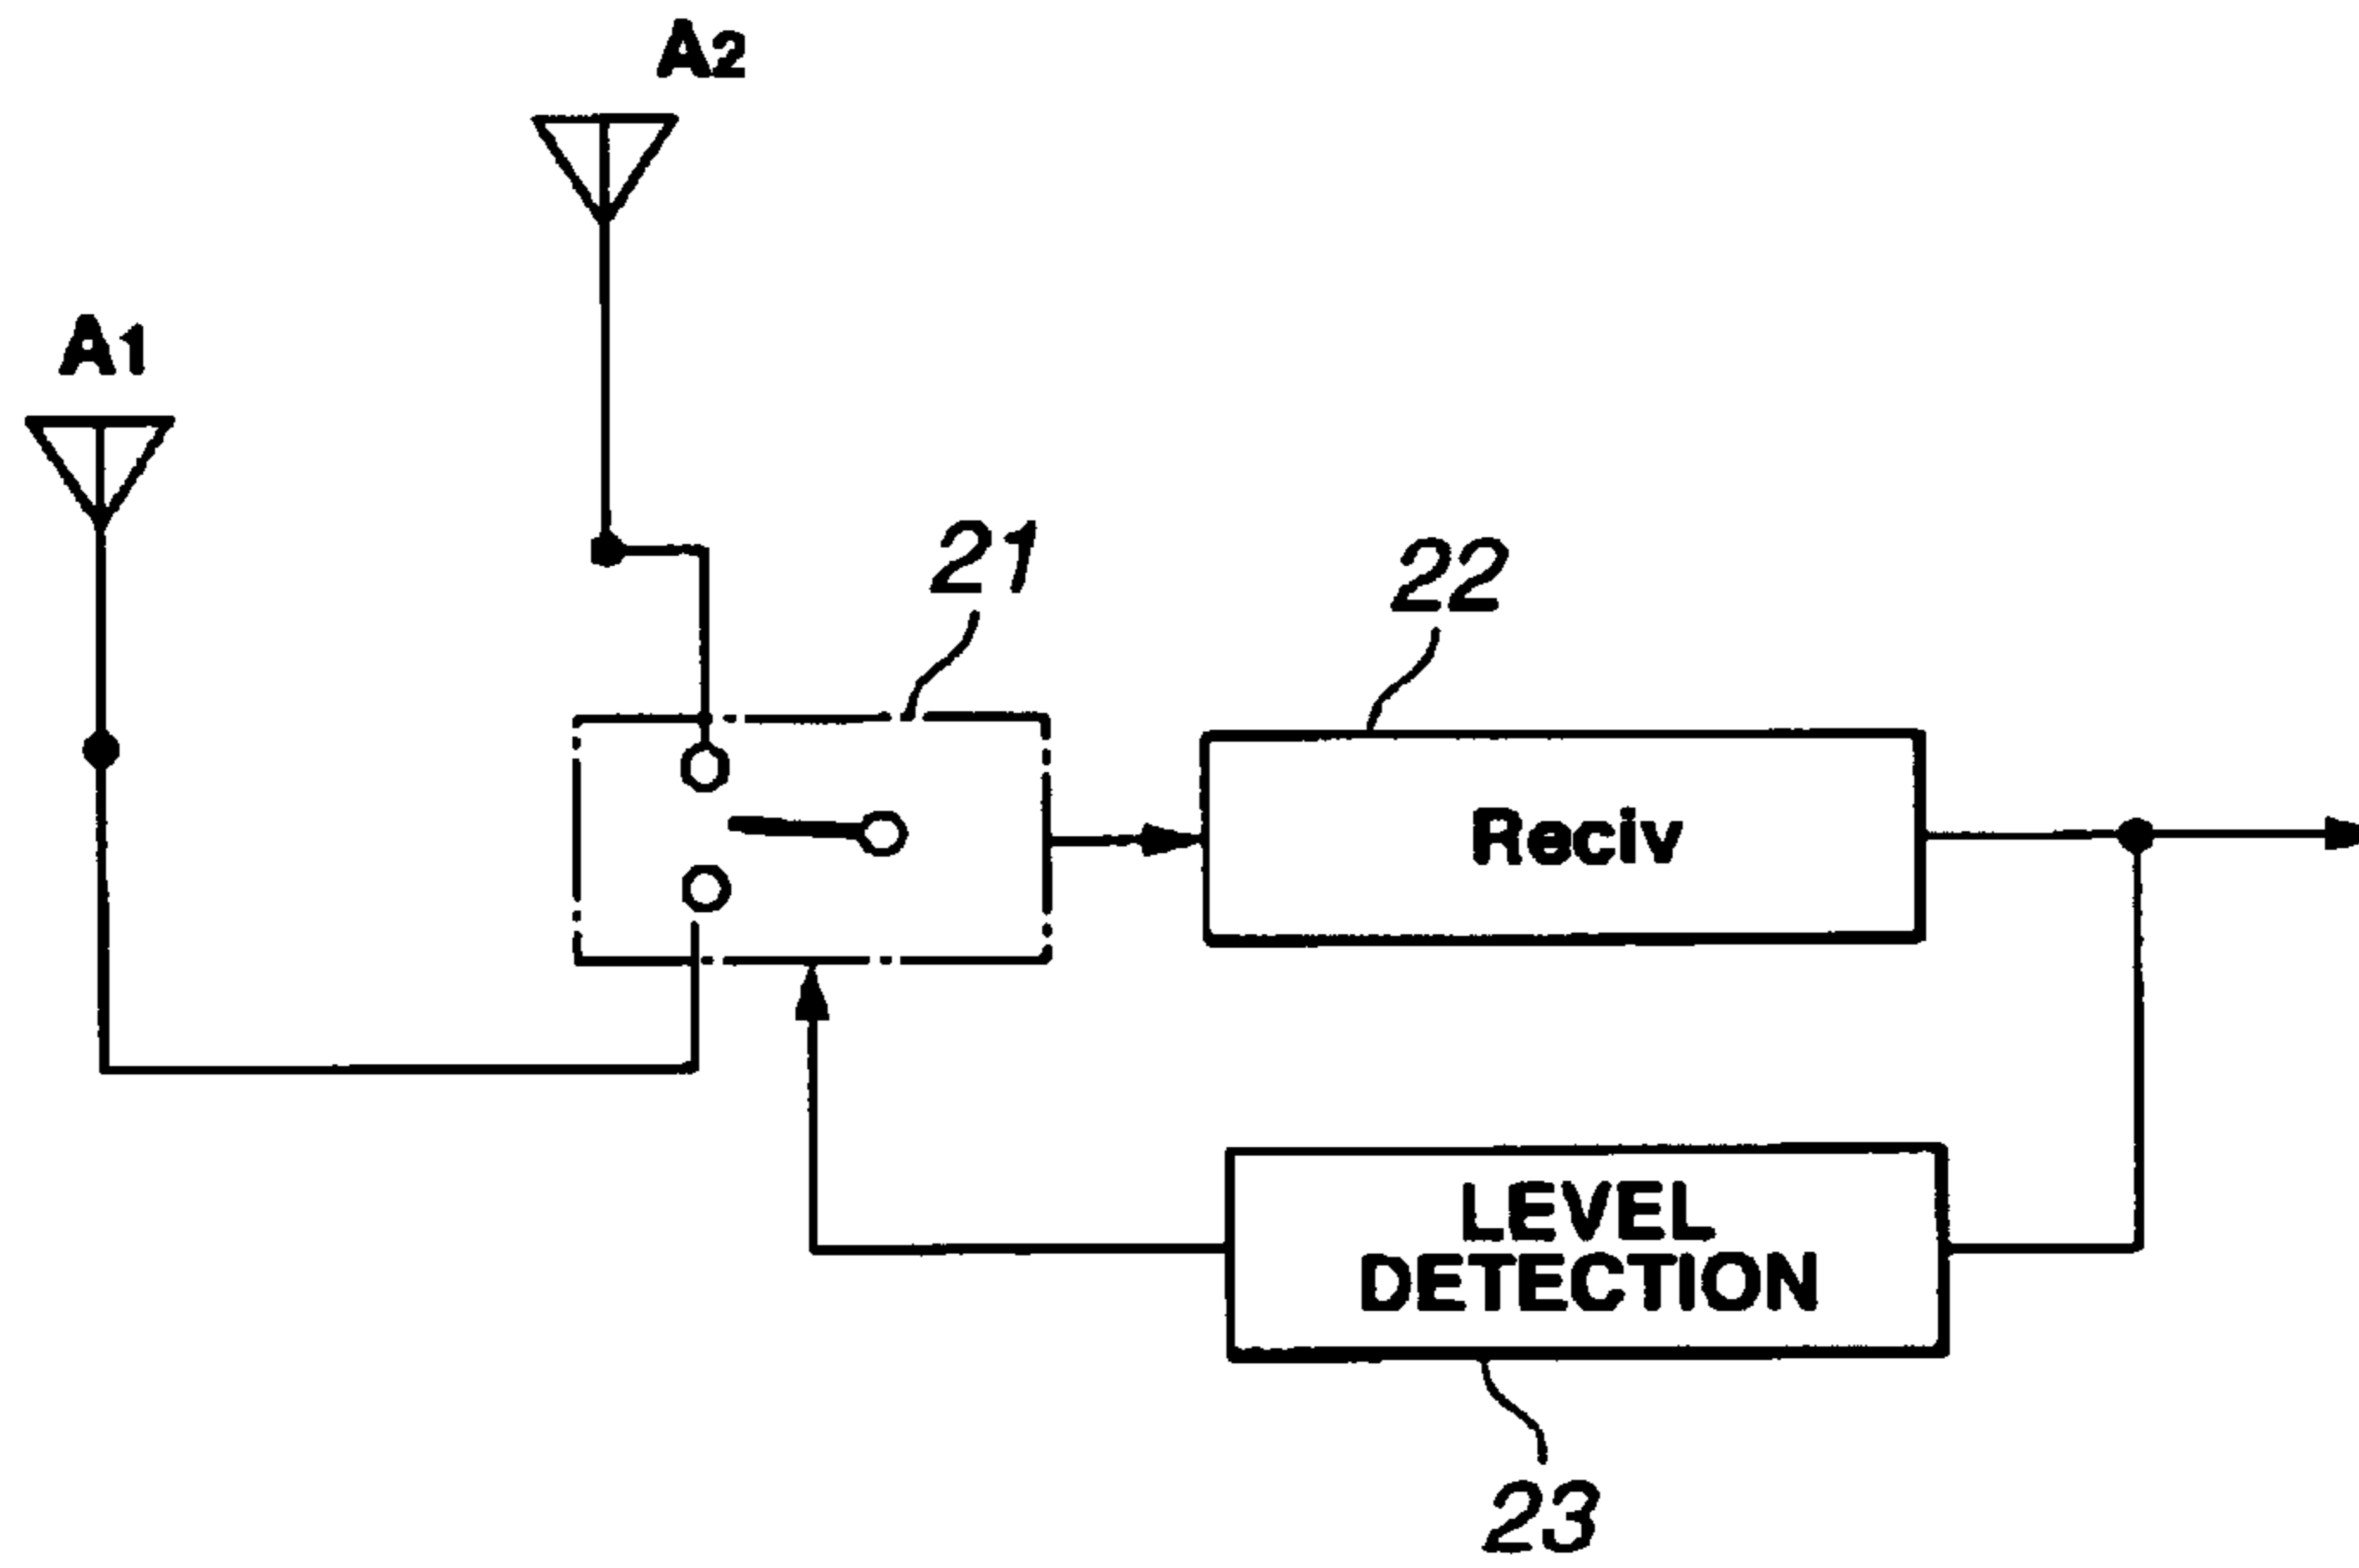 A2
A1
21
22
Reciv
LEVEL
DETECTION
23